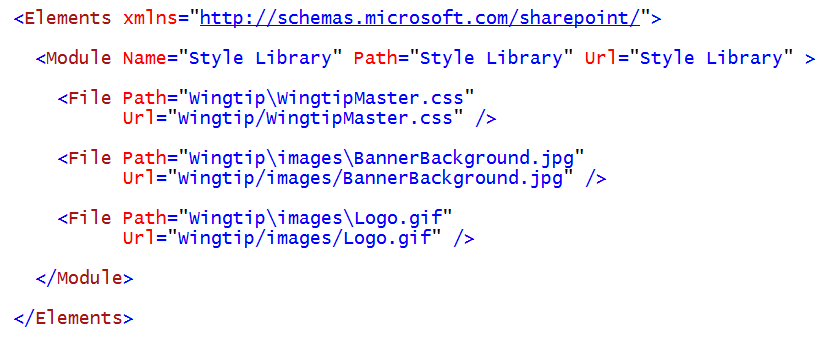 <Elements xmlns="http://schemas.microsoft.com/sharepoint/">
<Module Name="Style Library" Path="Style Library" Url="Style Library" >
<File Path="Wingtip\WingtipMaster.css"
Url="Wingtip/WingtipMaster.css" />
<File Path="Wingtip\images\BannerBackground.jpg"
Url="Wingtip/images/BannerBackground.jpg" />
<File Path="Wingtip\images\Logo.gif"
Url="Wingtip/images/Logo.gif" />
</Module>
</Elements>